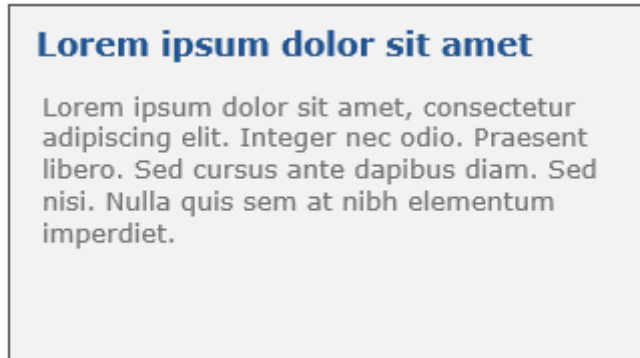 Lorem ipsum dolor sit amet
Lorem ipsum dolor sit amet, consectetur
adipiscing elit. Integer nec odio. Praesent
libero. Sed cursus ante dapibus diam. Sed
nisi. Nulla quis sem at nibh elementum
imperdiet.